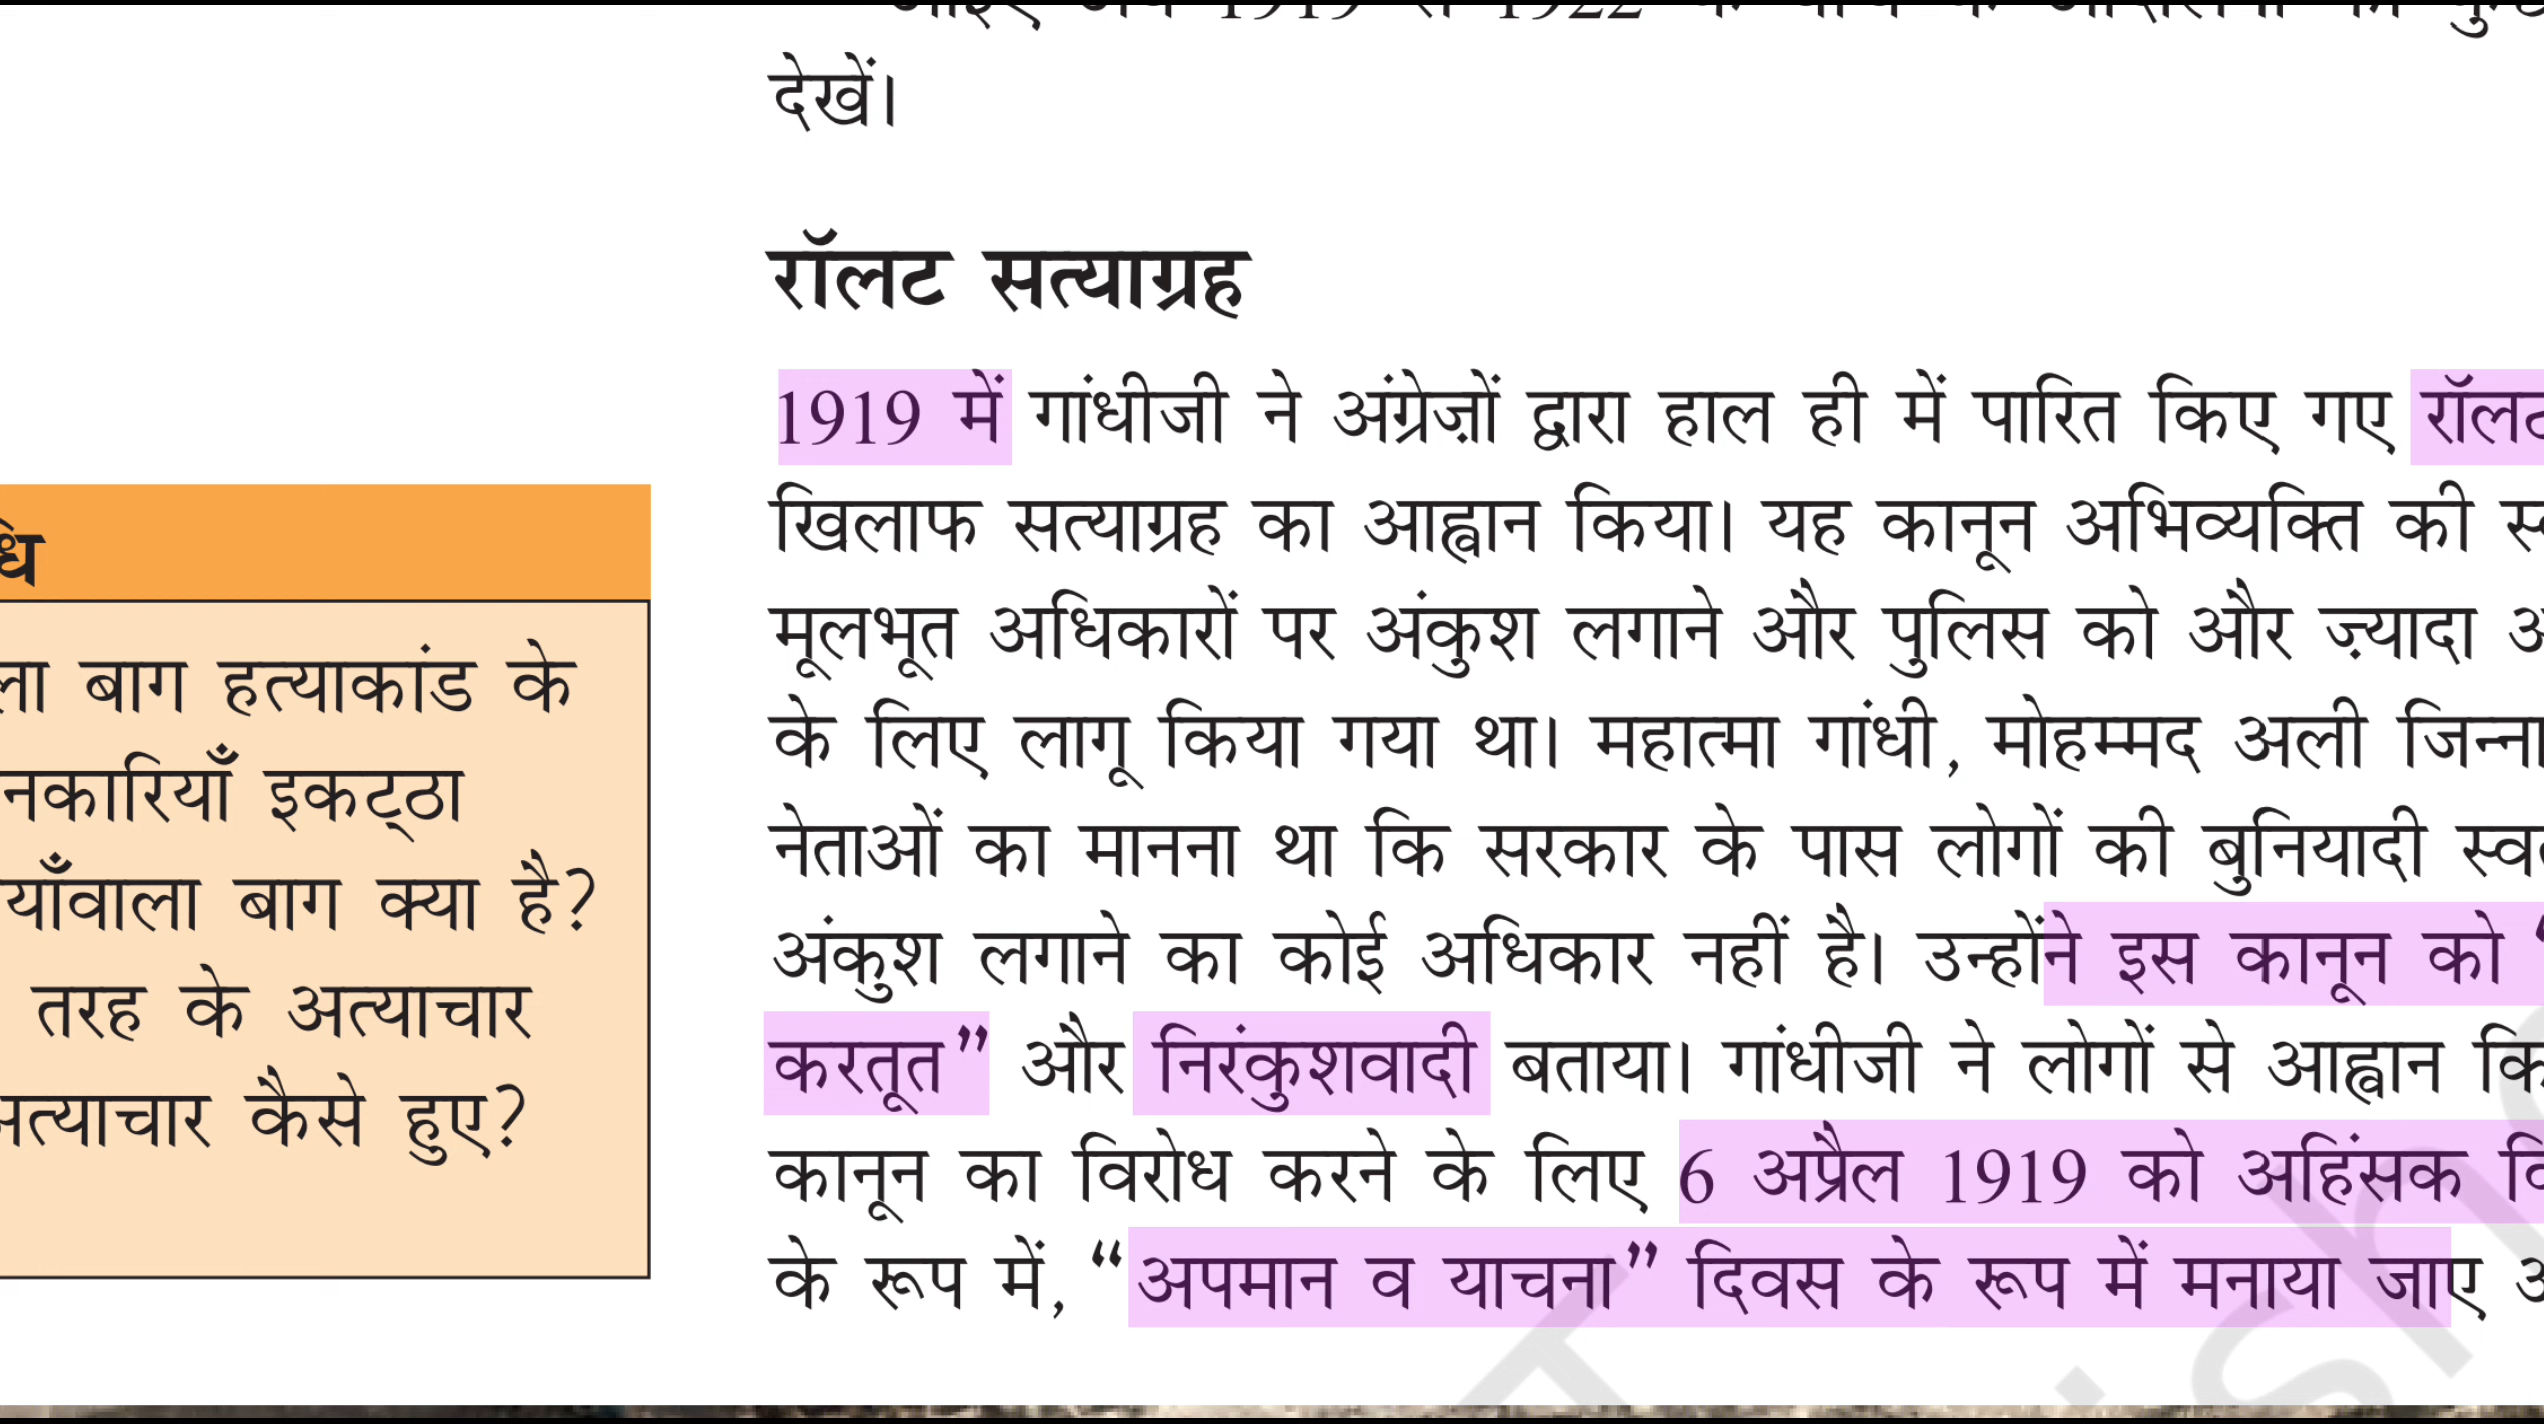 देखें।
रॉलट सत्याग्रह
1919 में गांधीजी ने अंग्रेज़ों द्वारा हाल ही में पारित किए गए
खिलाफ सत्याग्रह का आह्वान किया। यह कानून अभिव्यक्ति की
मूलभूत अधिकारों पर अंकुश लगाने और पुलिस को और ज़्यादा
के लिए लागू किया गया था। महात्मा गांधी, मोहम्मद अली जिन्ना
नेताओं का मानना था कि सरकार के पास लोगों की बुनियादी
अंकुश लगाने का कोई अधिकार नहीं है। उन्होंने इस कानून को “
करतूत” और निरंकुशवादी बताया। गांधीजी ने लोगों से आह्वान
कानून का विरोध करने के लिए 6 अप्रैल 1919 को अहिंसक
के रूप में, “अपमान व याचना” दिवस के रूप में मनाया जाए
बाग हत्याकांड के
इकट्ठा
बाग क्या है?
तरह के अत्याचार
कैसे हुए?